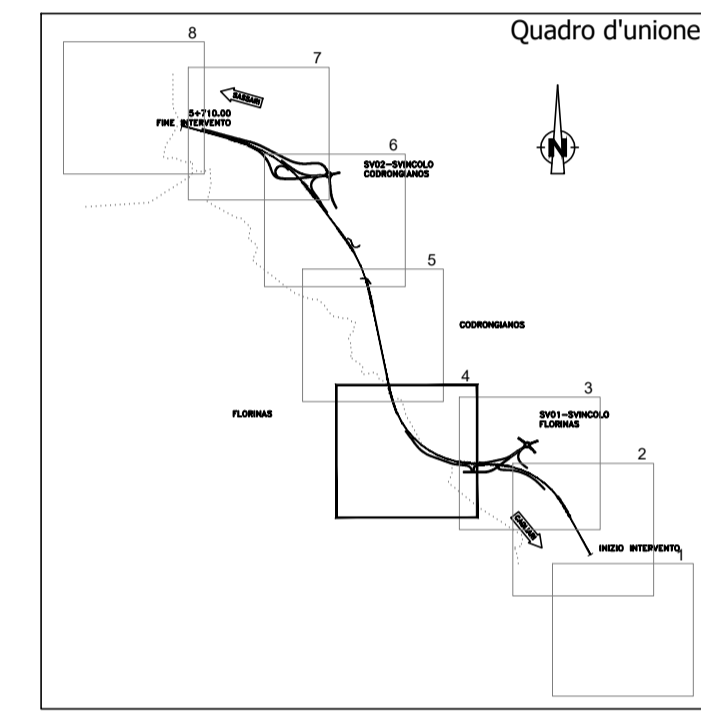 Quadro d'unione
8
7
SASSARI
5+710.00
FINE INTERVENTO
N
6
SV02-SVINCOLO
CODRONGIANOS
5
CODRONGIANOS
4
3
FLORINAS
SV01-SVINCOLO
FLORINAS
2
CAGLIARI
INIZIO INTERVENTO
1